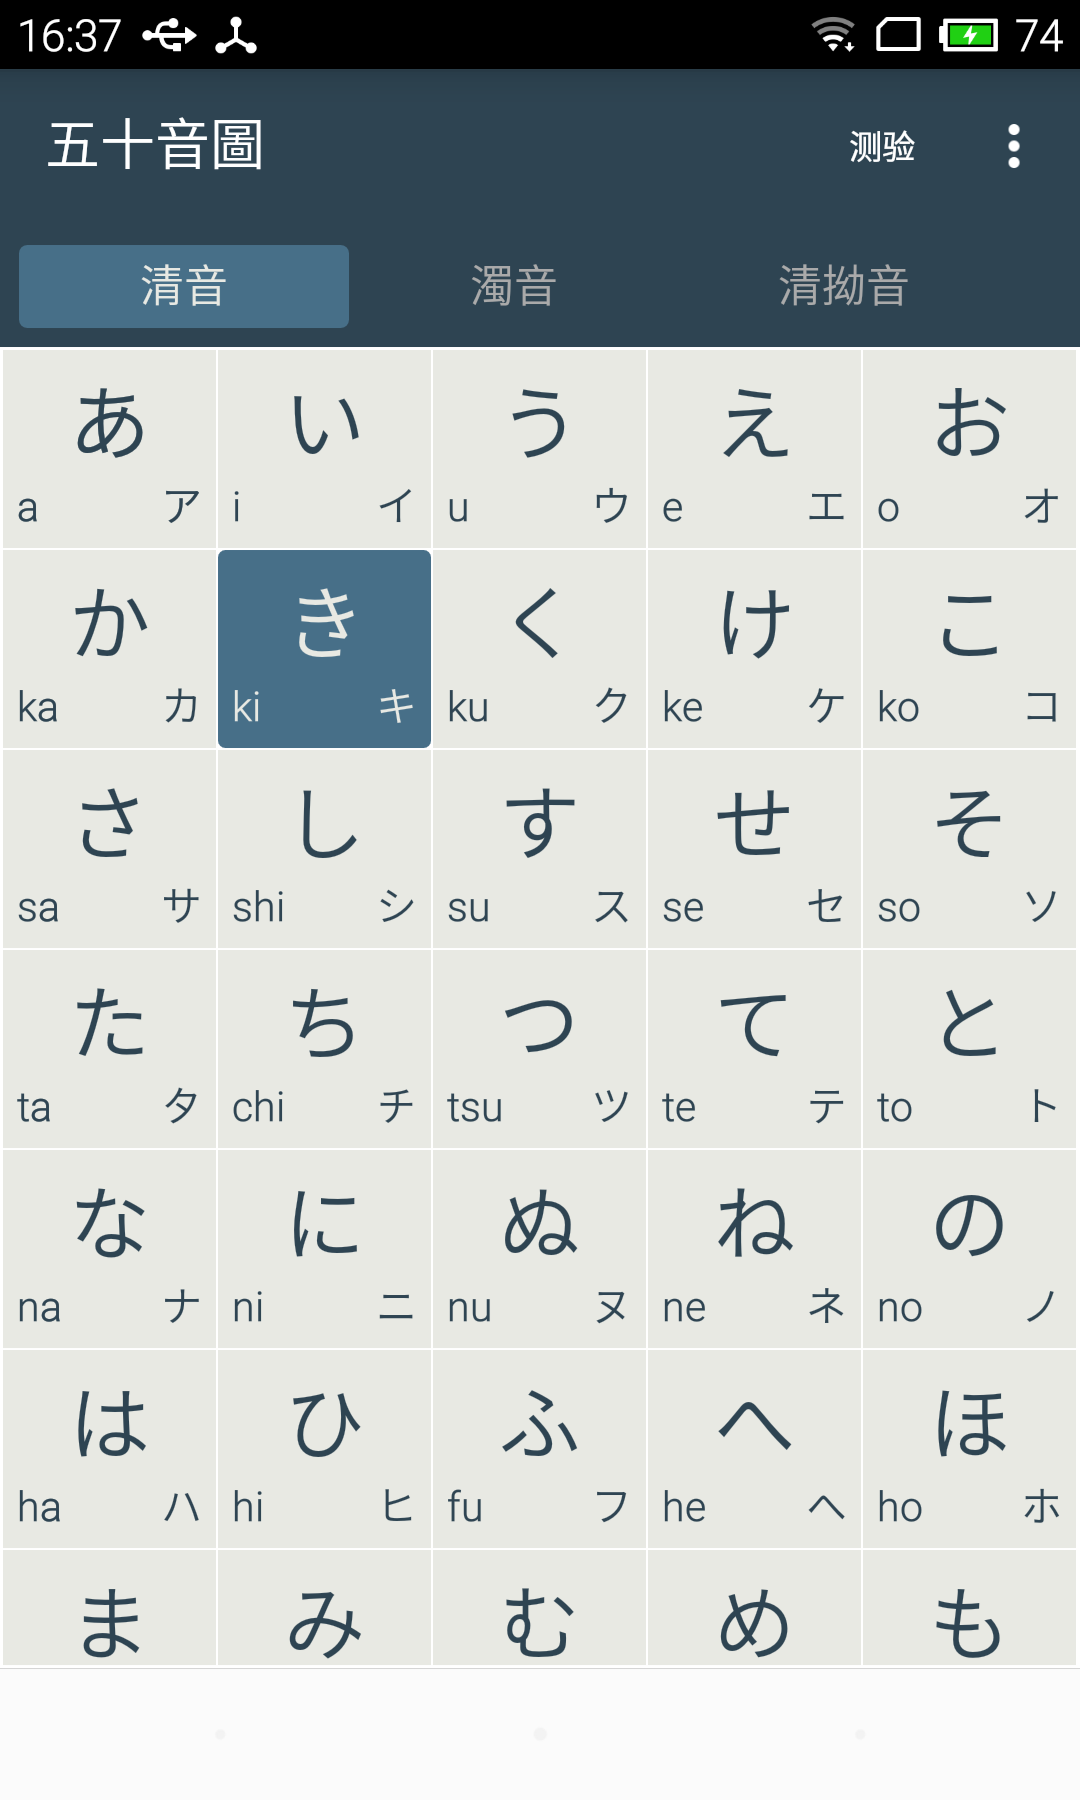 16:37 74
五十音圖 测验
清音 濁音 清拗音
あ い う え お
a ア i イ u ウ e エ o オ
か き く け こ
ka カ ki キ ku ク ke ケ ko コ
さ し す せ そ
sa サ shi シ su ス se セ so ソ
た ち つ て と
ta タ chi チ tsu ツ te テ to ト
な に ぬ ね の
na ナ ni ニ nu ヌ ne ネ no ノ
は ひ ふ へ ほ
ha ハ hi ヒ fu フ he ヘ ho ホ
ま み む め も